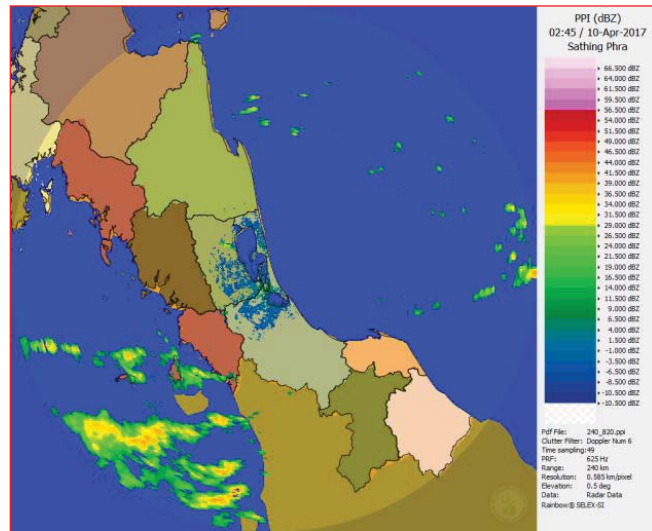 PPI (dBZ)
02:45 / 10-Apr-2017
Sathing Phra
66.500 dBZ
64.000 dBZ
61.500 dBZ
59.500 dBZ
56.500 dBZ
54.000 dBZ
51.500 dBZ
49.000 dBZ
46.500 dBZ
44.000 dBZ
41.500 dBZ
39.000 dBZ
36.500 dBZ
34.000 dBZ
31.500 dBZ
29.000 dBZ
26.500 dBZ
24.000 dBZ
21.500 dBZ
19.000 dBZ
16.500 dBZ
14.000 dBZ
11.500 dBZ
9.000 dBZ
6.500 dBZ
4.000 dBZ
1.500 dBZ
-1.000 dBZ
-3.500 dBZ
-6.500 dBZ
-8.500 dBZ
-10.500 dBZ
-10.500 dBZ
Pdf File: 240_820.ppi
Clutter Filter: Doppler Num 6
Time sampling:49
PRF: 625 Hz
Range: 240 km
Resolution: 0.585 km/pixel
Elevation: 0.5 deg
Data: Radar Data
Rainbow® SELEX-SI